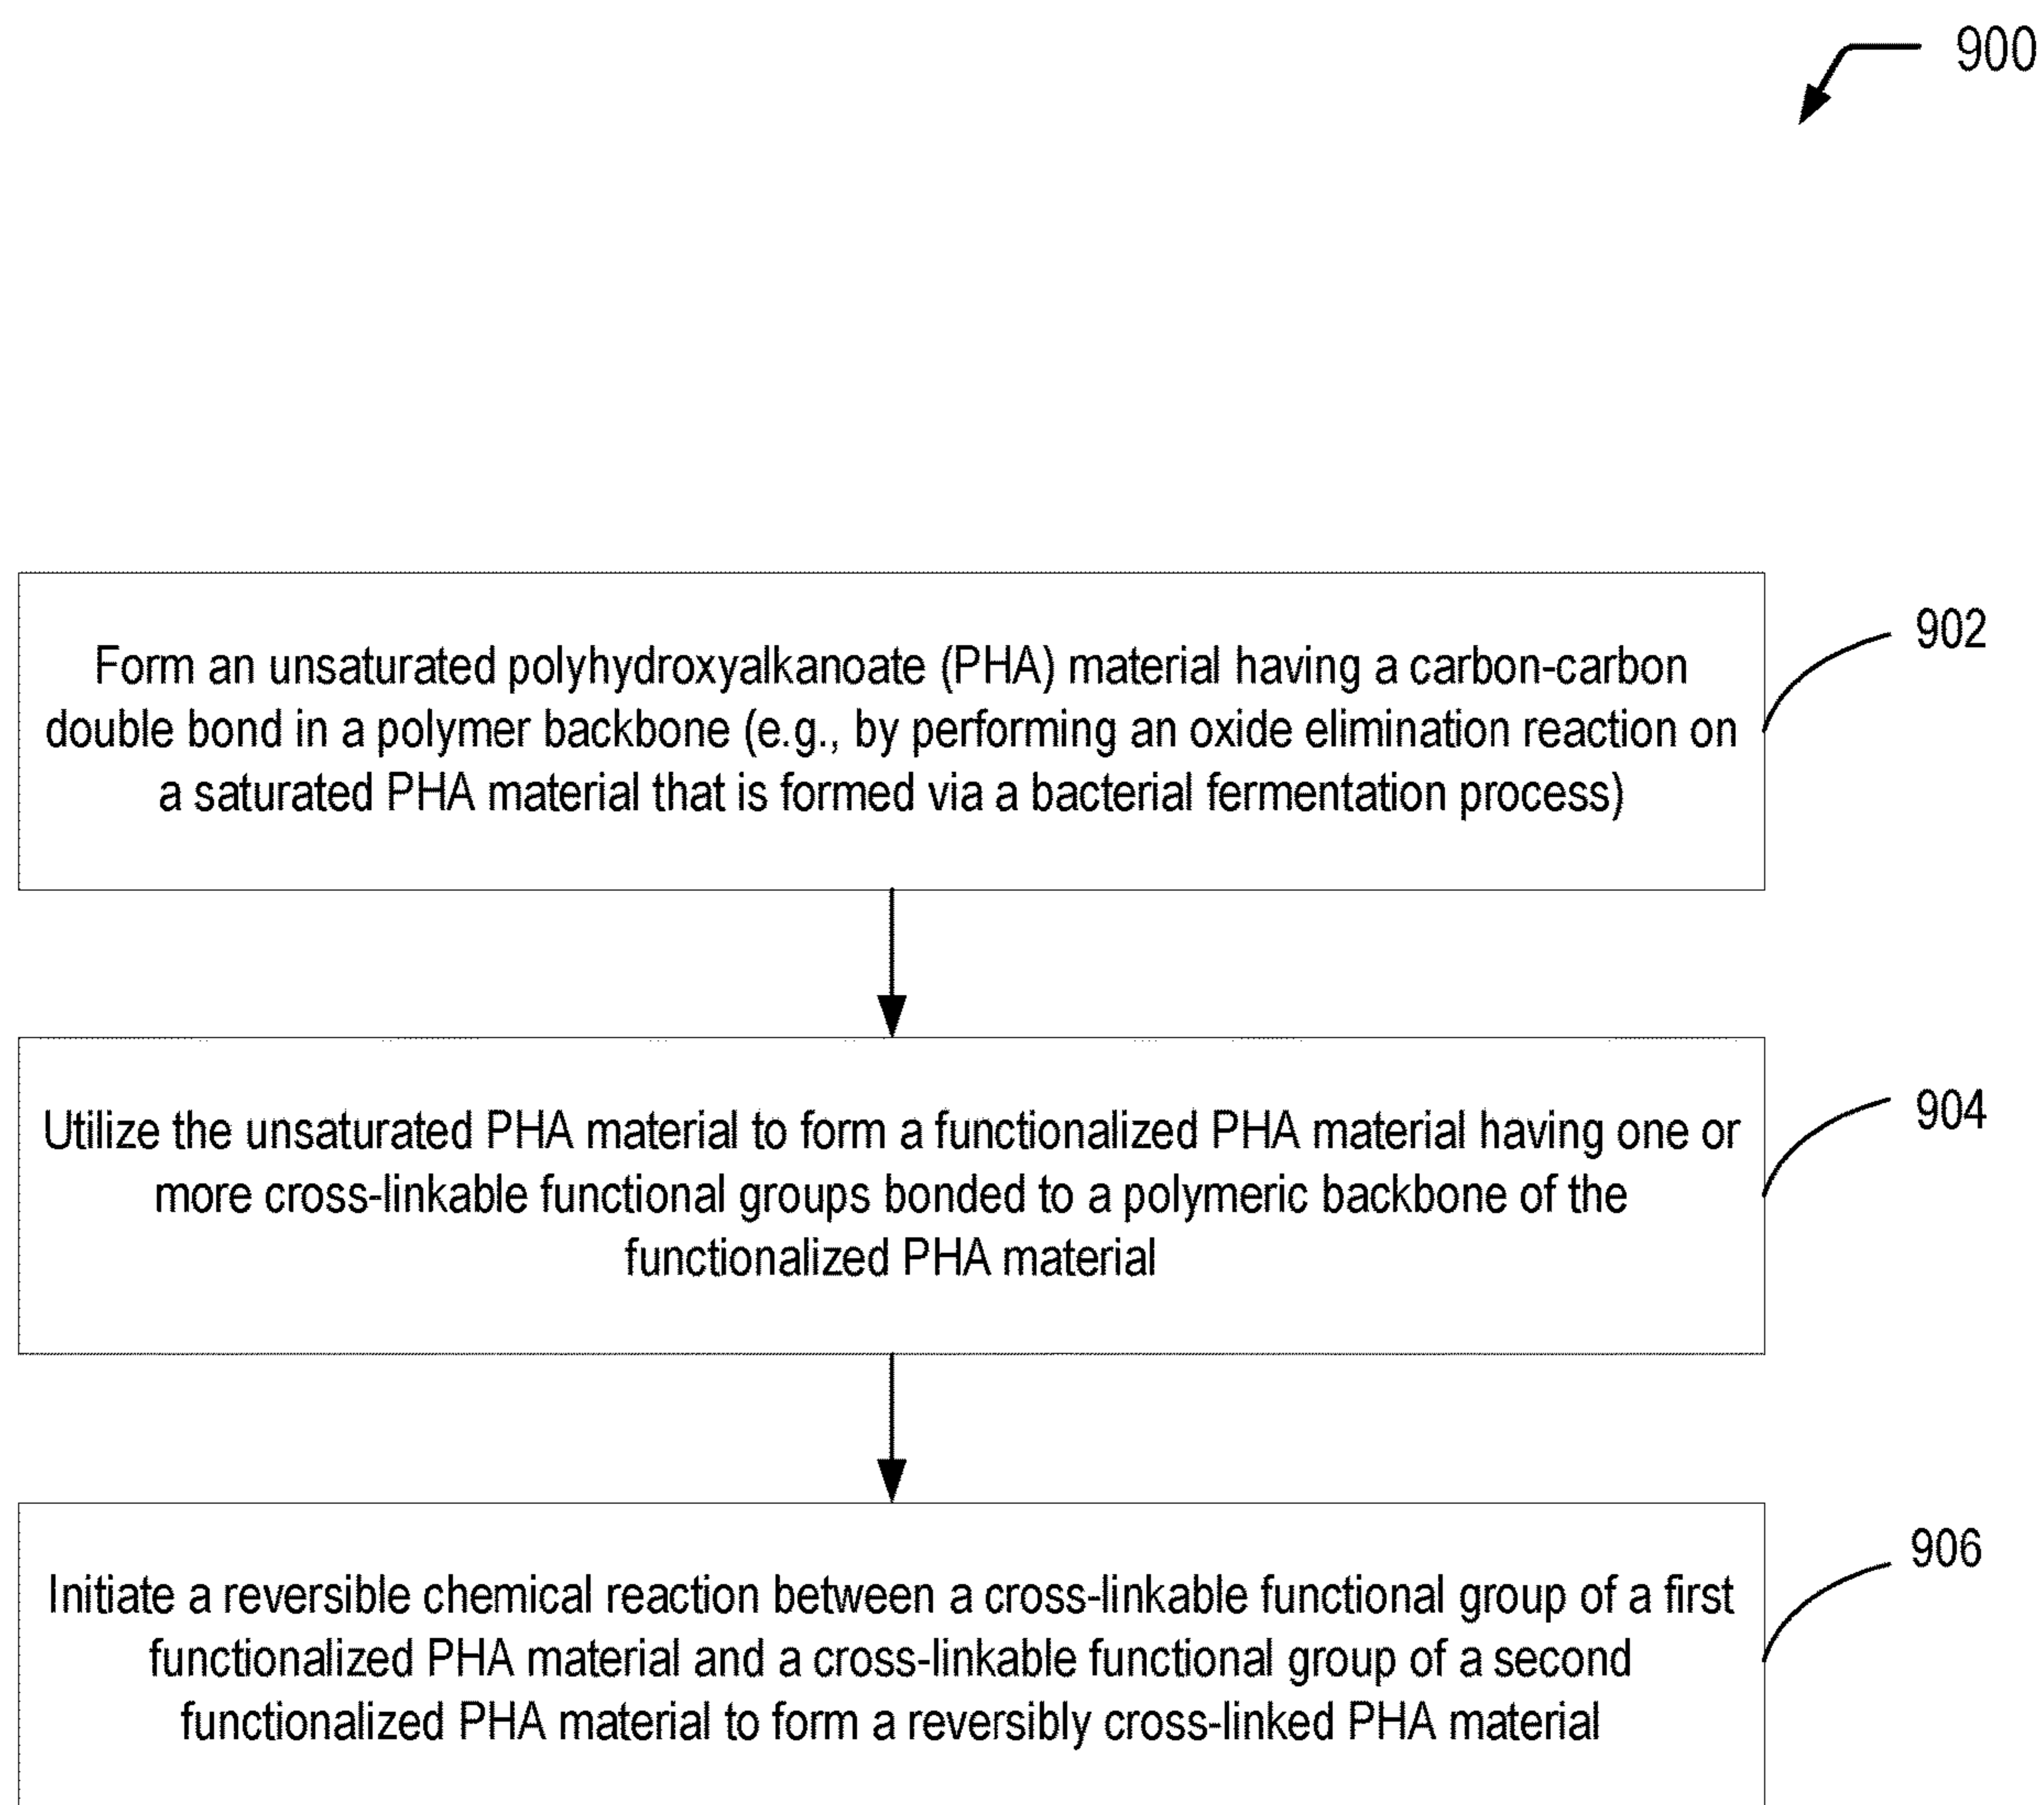 900
Form an unsaturated polyhydroxyalkanoate (PHA) material having a carbon-carbon
double bond in a polymer backbone (e.g., by performing an oxide elimination reaction on
a saturated PHA material that is formed via a bacterial fermentation process)
902
Utilize the unsaturated PHA material to form a functionalized PHA material having one or
more cross-linkable functional groups bonded to a polymeric backbone of the
functionalized PHA material
904
Initiate a reversible chemical reaction between a cross-linkable functional group of a first
functionalized PHA material and a cross-linkable functional group of a second
functionalized PHA material to form a reversibly cross-linked PHA material
906